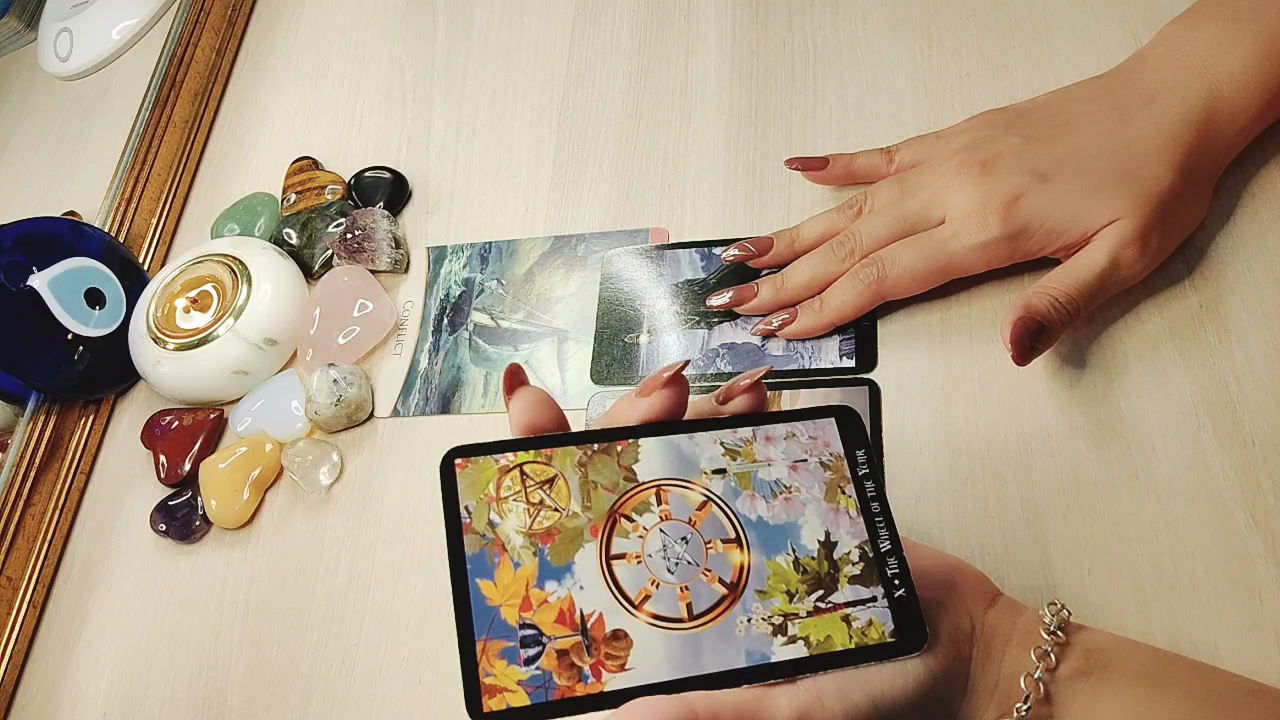 CONFLICT
X • The Wheel of the Year